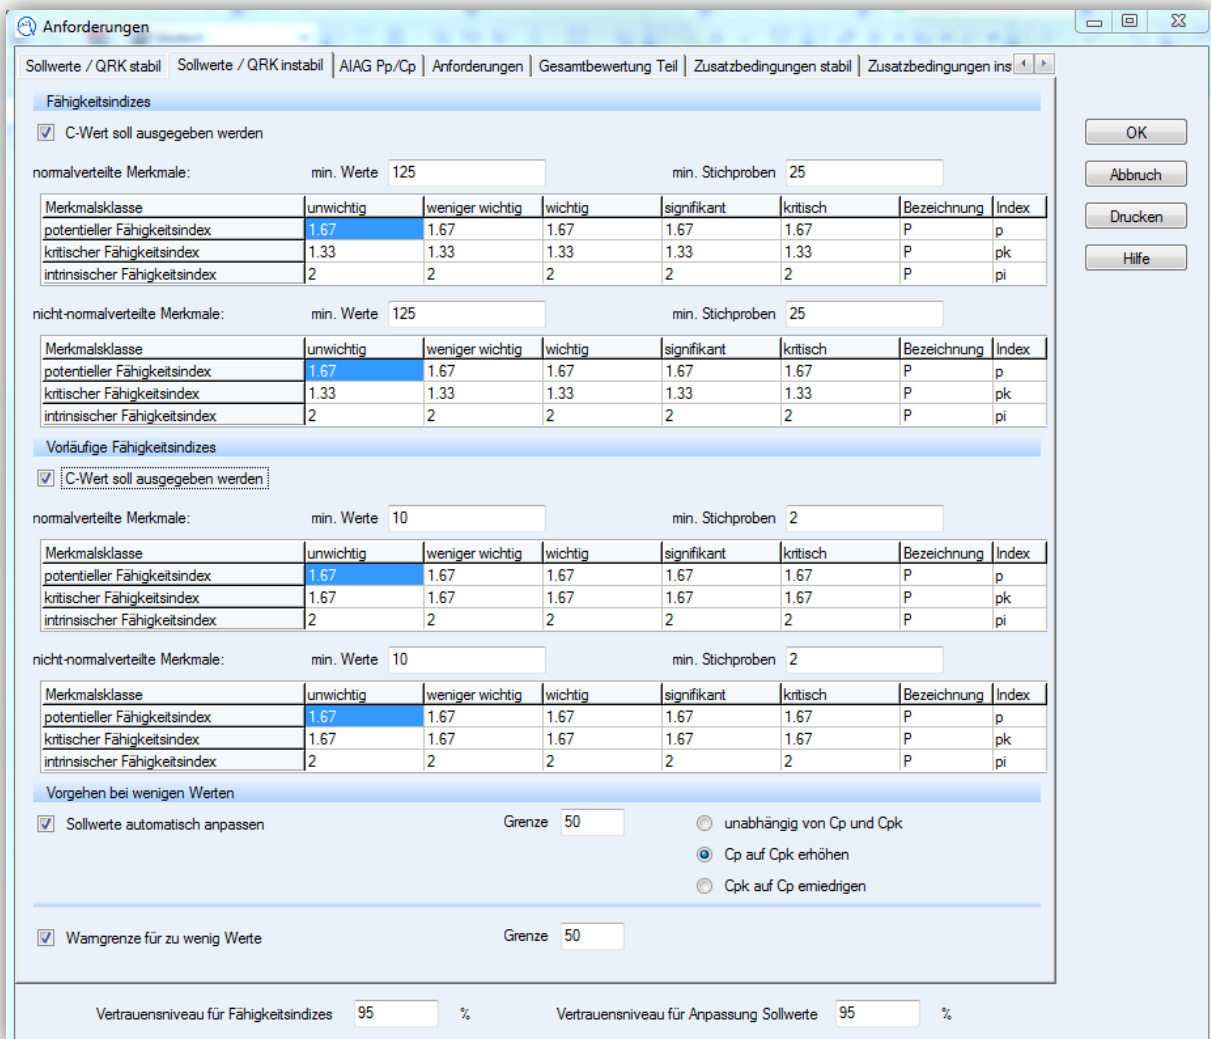 Anforderungen
Sollwerte / QRK stabil Sollwerte / QRK instabil AIAG Pp/Cp Anforderungen Gesamtbewertung Teil Zusatzbedingungen stabil Zusatzbedingungen ins
Fähigkeitsindizes
C-Wert soll ausgegeben werden
OK
normalverteilte Merkmale: min. Werte 125 min. Stichproben 25
Abbruch
Merkmalsklasse unwichtig weniger wichtig wichtig signifikant kritisch Bezeichnung Index
Drucken
potentieller Fähigkeitsindex 1.67 1.67 1.67 1.67 1.67 P p
kritischer Fähigkeitsindex 1.33 1.33 1.33 1.33 1.33 P pk
Hilfe
intrinsischer Fähigkeitsindex 2 2 2 2 2 P pi
nicht-normalverteilte Merkmale: min. Werte 125 min. Stichproben 25
Merkmalsklasse unwichtig weniger wichtig wichtig signifikant kritisch Bezeichnung Index
potentieller Fähigkeitsindex 1.67 1.67 1.67 1.67 1.67 P p
kritischer Fähigkeitsindex 1.33 1.33 1.33 1.33 1.33 P pk
intrinsischer Fähigkeitsindex 2 2 2 2 2 P pi
Vorläufige Fähigkeitsindizes
C-Wert soll ausgegeben werden
normalverteilte Merkmale: min. Werte 10 min. Stichproben 2
Merkmalsklasse unwichtig weniger wichtig wichtig signifikant kritisch Bezeichnung Index
potentieller Fähigkeitsindex 1.67 1.67 1.67 1.67 1.67 P p
kritischer Fähigkeitsindex 1.67 1.67 1.67 1.67 1.67 P pk
intrinsischer Fähigkeitsindex 2 2 2 2 2 P pi
nicht-normalverteilte Merkmale: min. Werte 10 min. Stichproben 2
Merkmalsklasse unwichtig weniger wichtig wichtig signifikant kritisch Bezeichnung Index
potentieller Fähigkeitsindex 1.67 1.67 1.67 1.67 1.67 P p
kritischer Fähigkeitsindex 1.67 1.67 1.67 1.67 1.67 P pk
intrinsischer Fähigkeitsindex 2 2 2 2 2 P pi
Vorgehen bei wenigen Werten
Sollwerte automatisch anpassen Grenze 50 unabhängig von Cp und Cpk
Cp auf Cpk erhöhen
Cpk auf Cp erniedrigen
Warngrenze für zu wenig Werte Grenze 50
Vertrauensniveau für Fähigkeitsindizes 95 % Vertrauensniveau für Anpassung Sollwerte 95 %